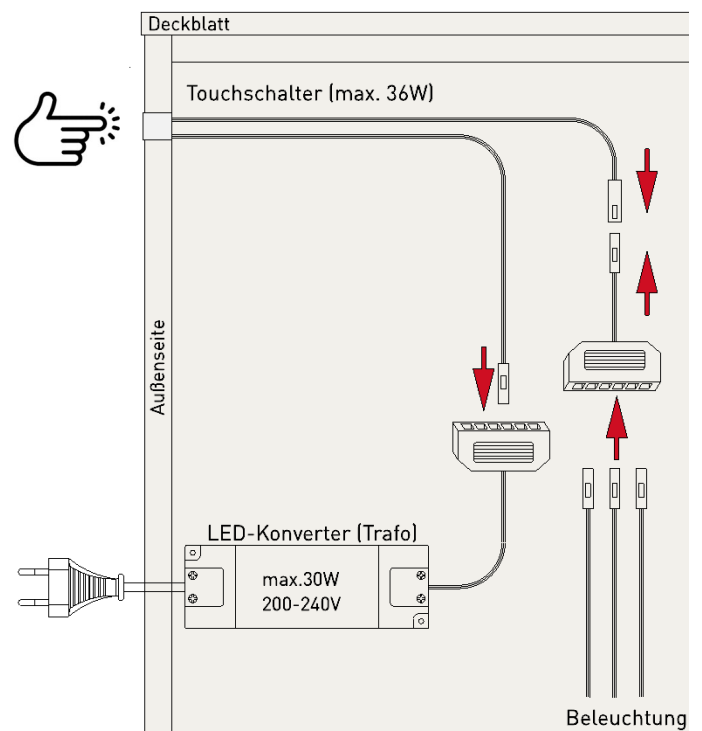 Deckblatt
Touchschalter (max. 36W)
Außenseite
LED-Konverter (Trafo)
max.30W
200-240V
Beleuchtung